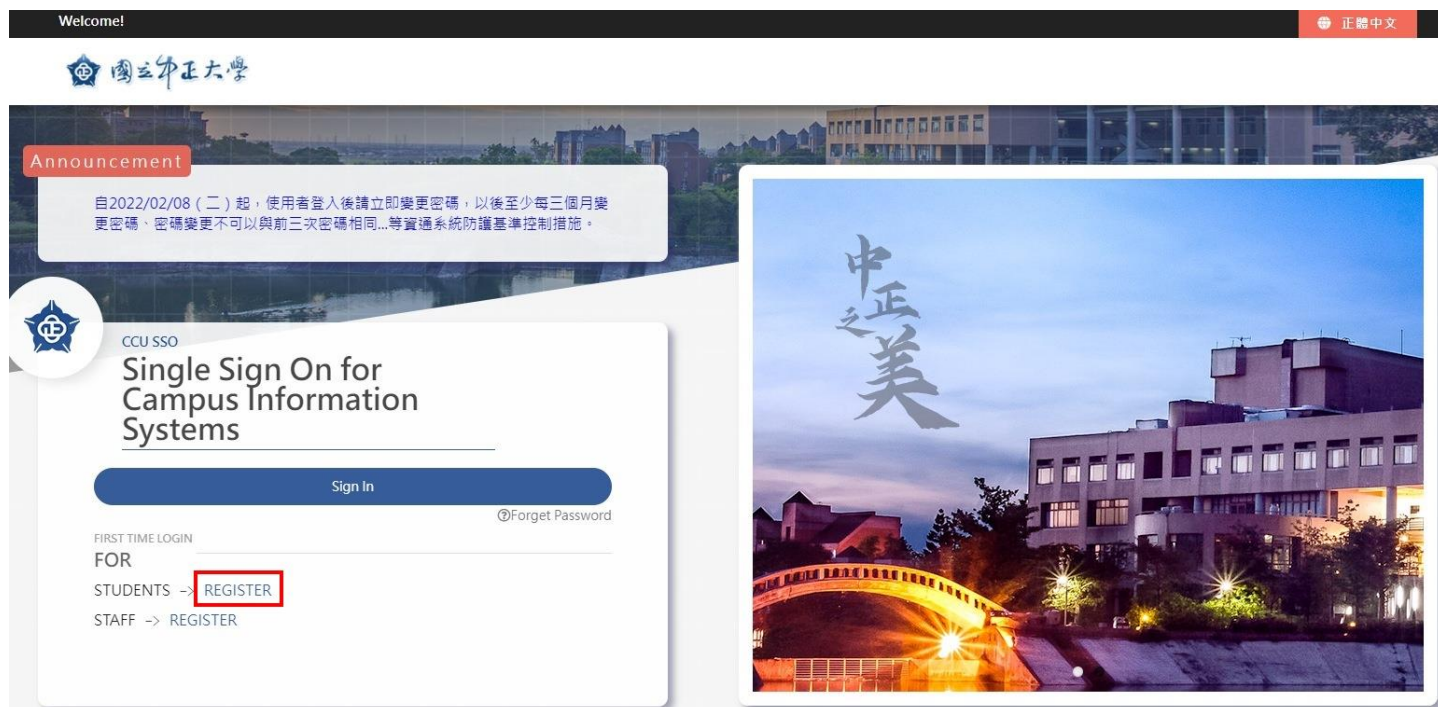 Welcome!
正體中文
國立中正大學
Announcement
自2022/02/08（二）起，使用者登入後請立即變更密碼，以後至少每三個月變
更密碼、密碼變更不可以與前三次密碼相同...等資通系統防護基準控制措施。
中正之美
CCU SSO
Single Sign On for
Campus Information
Systems
Sign In
Forget Password
FIRST TIME LOGIN
FOR
STUDENTS -> REGISTER
STAFF -> REGISTER